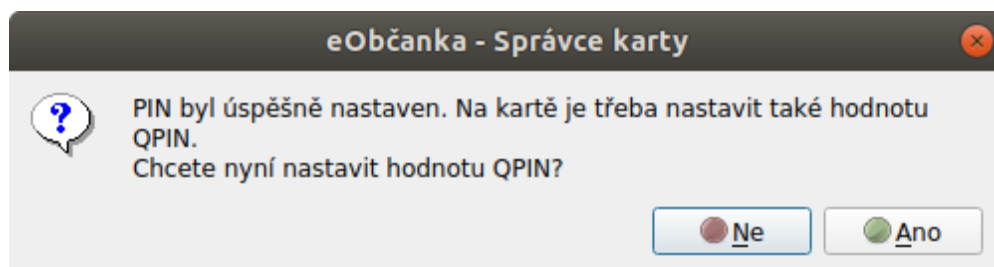 eObčanka - Správce karty
PIN byl úspěšně nastaven. Na kartě je třeba nastavit také hodnotu
QPIN.
Chcete nyní nastavit hodnotu QPIN?
Ne
Ano